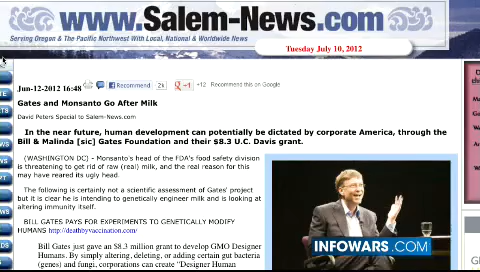 www.Salem-News.com
Serving Oregon & The Pacific Northwest With Local, National & Worldwide News
Tuesday July 10, 2012
Jun-12-2012 16:48
Recommend
2k
+1
+12
Recommend this on Google
Gates and Monsanto Go After Milk
David Peters Special to Salem-News.com
In the near future, human development can potentially be dictated by corporate America, through the
Bill & Malinda [sic] Gates Foundation and their $8.3 U.C. Davis grant.
(WASHINGTON DC) - Monsanto's head of the FDA's food safety division
is threatening to get rid of raw (real) milk, and the real reason for this
may have reared its ugly head.
The following is certainly not a scientific assessment of Gates' project
but it is clear he is intending to genetically engineer milk and is looking at
altering immunity itself.
BILL GATES PAYS FOR EXPERIMENTS TO GENETICALLY MODIFY
HUMANS http://deathbyvaccination.com/
Bill Gates just gave an $8.3 million grant to develop GMO Designer
Humans. By simply altering, deleting, or adding certain gut bacteria
(genes) and fungi, corporations can create "Designer Human
INFOWARS.COM